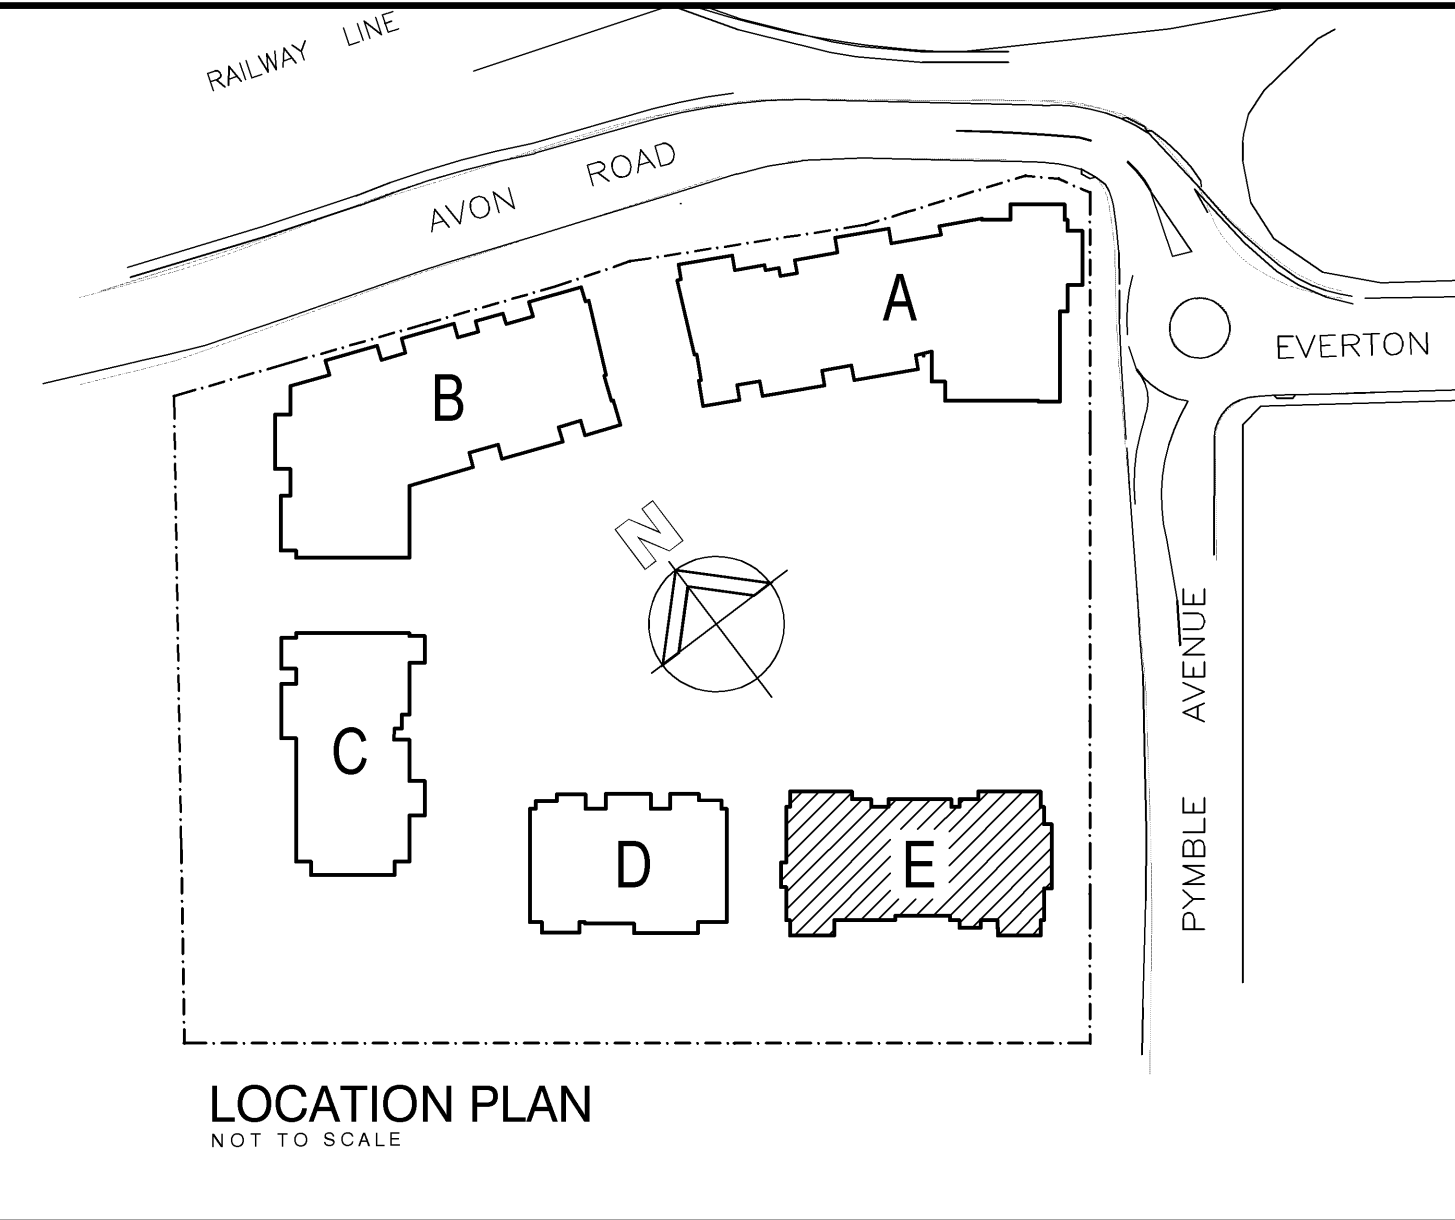 RAILWAY LINE
AVON ROAD
A
EVERTON
B
N
PYMBLE AVENUE
C
D
E
LOCATION PLAN
NOT TO SCALE